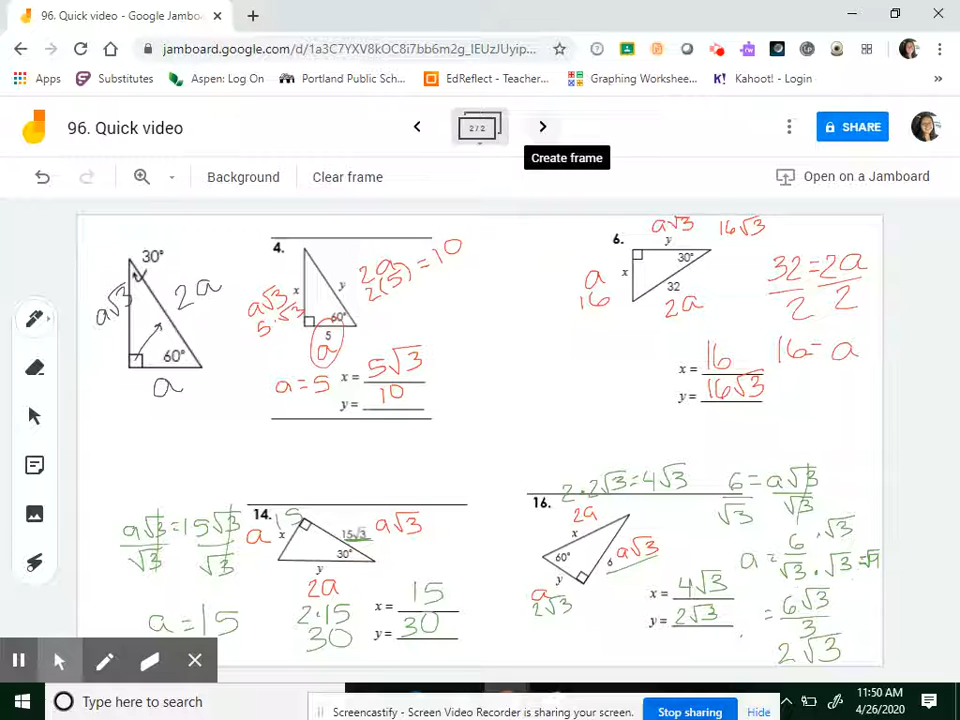 96. Quick video - Google Jambo
jamboard.google.com/d/1a3C7YXV8kOC8i7bb6m2g_lEUzJUyip...
Apps
Substitutes
Aspen: Log On
Portland Public Sch...
EdReflect - Teacher...
Graphing Workshee...
Kahoot! - Login
96. Quick video
2 / 2
SHARE
Create frame
Background
Clear frame
Open on a Jamboard
30°
a√3
2a
60°
a
4.
x
y
2a
2(5) = 10
a√3
5·√3
60°
5
a
a = 5
x = 5√3
y = 10
6.
a√3
16√3
y
30°
x
32
a
16
2a
32 = 2a
2 2
16 = a
x = 16
y = 16√3
14.
15
15√3
a√3
x
30°
y
a
2a
2·15
30
a√3 = 15√3
√3 √3
a = 15
x = 15
y = 30
16.
2·2√3 = 4√3
2a
x
60°
a√3
6
y
a
2√3
6 = a√3
√3 √3
a = 6 · √3
√3 · √3 = √9
= 6√3
3
2√3
x = 4√3
y = 2√3
Type here to search
Screencastify - Screen Video Recorder is sharing your screen.
Stop sharing
Hide
11:50 AM
4/26/2020